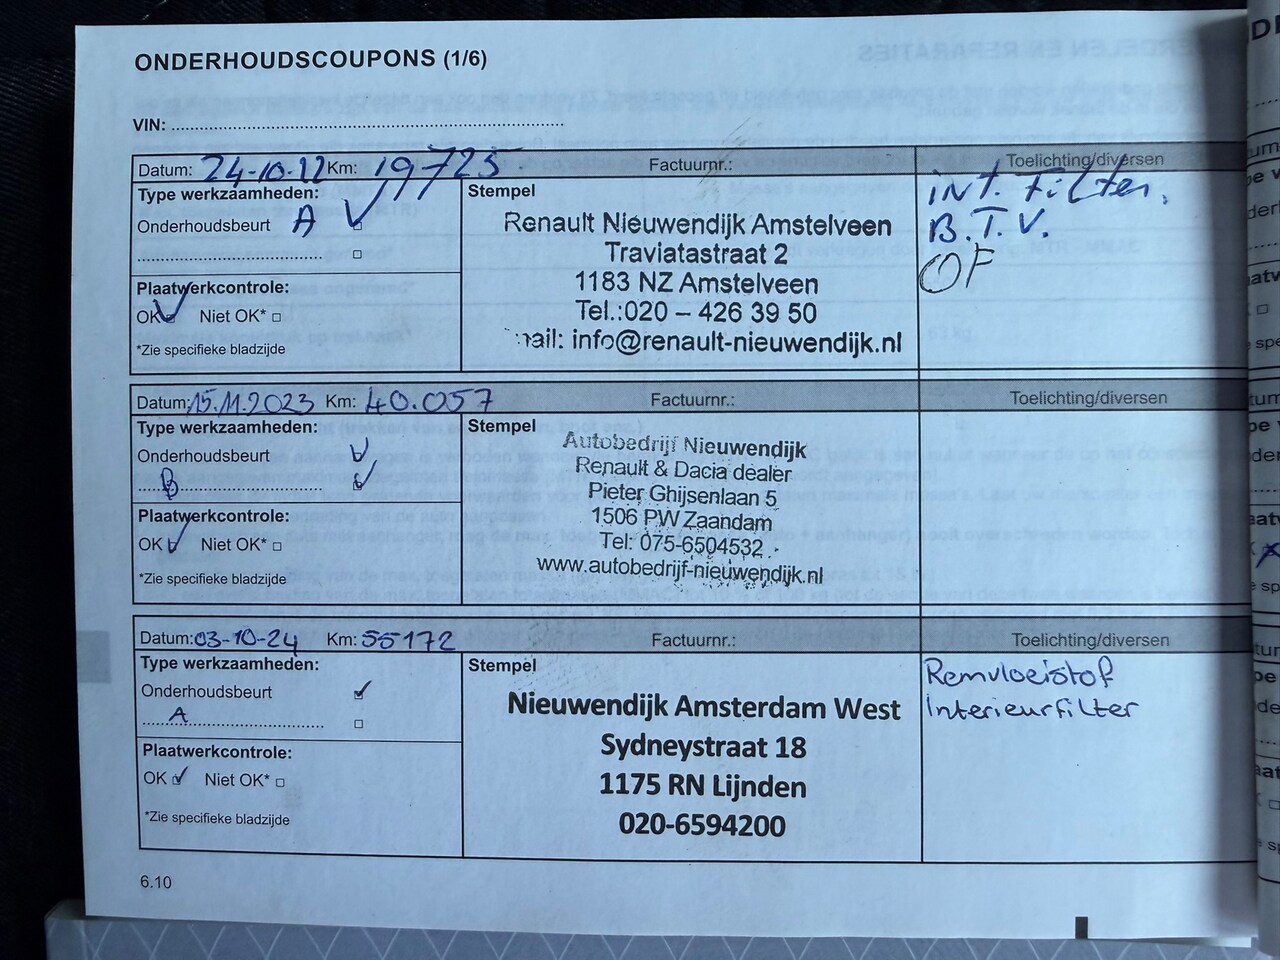 ONDERHOUDSCOUPONS (1/6)
VIN:
Datum: 24-10-22 Km: 19725 Factuurnr.: Toelichting/diversen
Type werkzaamheden:
Onderhoudsbeurt A
Plaatwerkcontrole:
OK Niet OK*
*Zie specifieke bladzijde
Stempel
Renault Nieuwendijk Amstelveen
Traviatastraat 2
1183 NZ Amstelveen
Tel.:020 – 426 39 50
mail: info@renault-nieuwendijk.nl
int. Filter.
B.T.V.
OF
Datum: 15.11.2023 Km: 40.057 Factuurnr.: Toelichting/diversen
Type werkzaamheden:
Onderhoudsbeurt
B
Plaatwerkcontrole:
OK Niet OK*
*Zie specifieke bladzijde
Stempel
Autobedrijf Nieuwendijk
Renault & Dacia dealer
Pieter Ghijsenlaan 5
1506 PW Zaandam
Tel: 075-6504532
www.autobedrijf-nieuwendijk.nl
Datum: 03-10-24 Km: 55172 Factuurnr.: Toelichting/diversen
Type werkzaamheden:
Onderhoudsbeurt
A
Plaatwerkcontrole:
OK Niet OK*
*Zie specifieke bladzijde
Stempel
Nieuwendijk Amsterdam West
Sydneystraat 18
1175 RN Lijnden
020-6594200
Remvloeistof
Interieurfilter
6.10